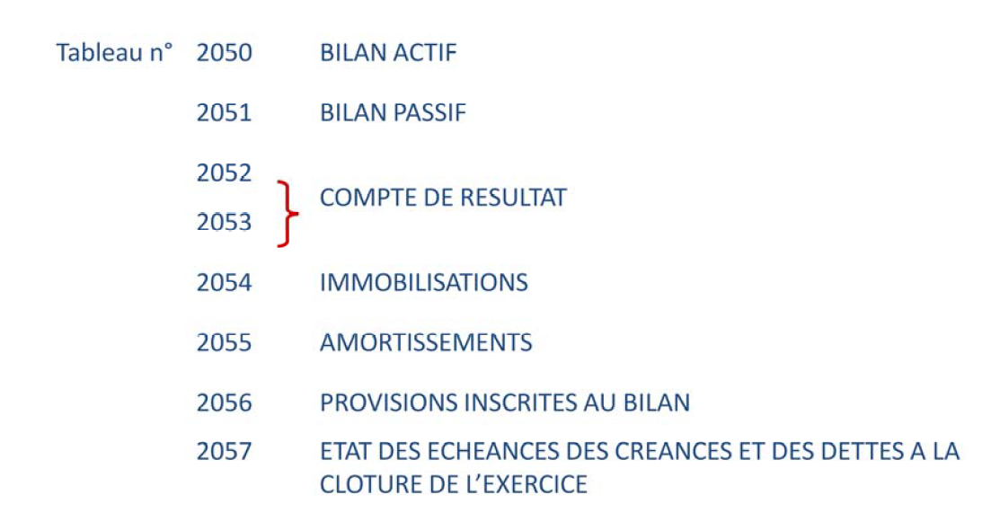 Tableau n° 2050 BILAN ACTIF
2051 BILAN PASSIF
2052
COMPTE DE RESULTAT
2053
2054 IMMOBILISATIONS
2055 AMORTISSEMENTS
2056 PROVISIONS INSCRITES AU BILAN
2057 ETAT DES ECHEANCES DES CREANCES ET DES DETTES A LA
CLOTURE DE L'EXERCICE